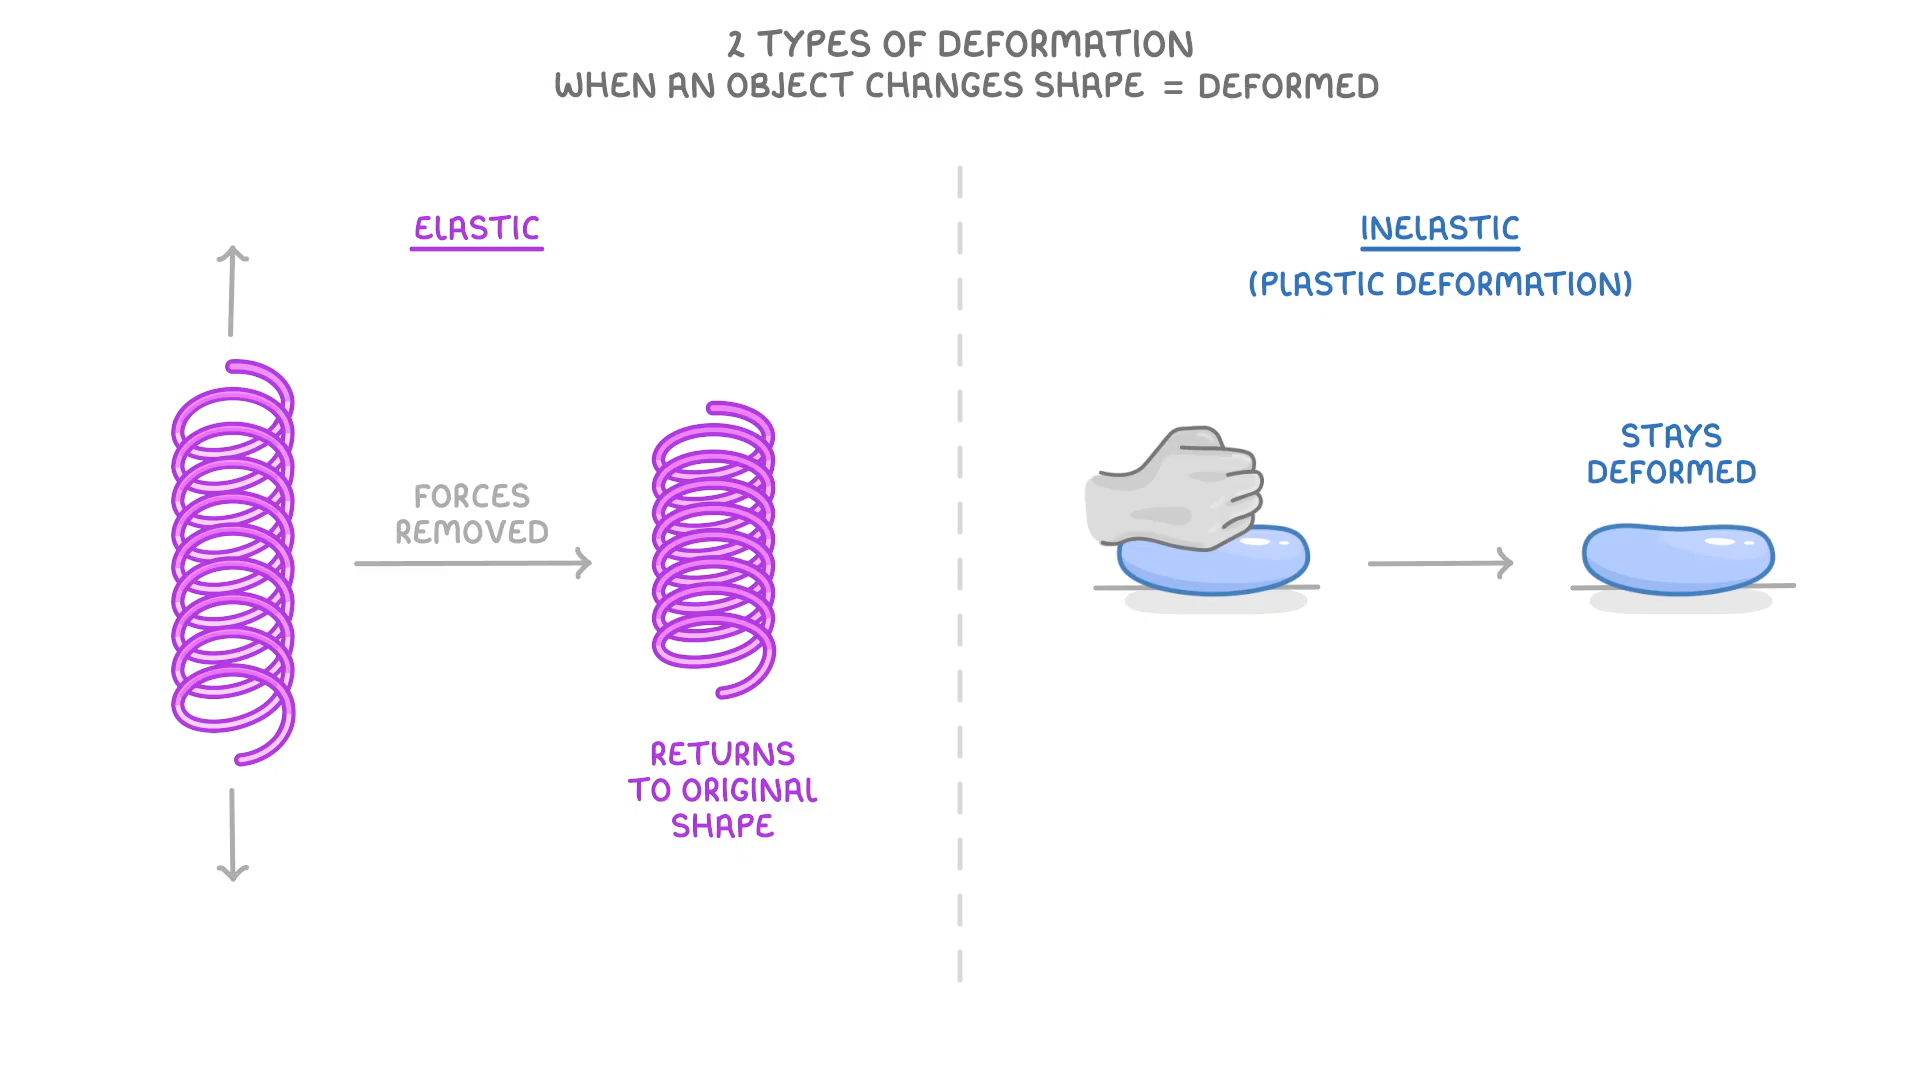 2 TYPES OF DEFORMATION
WHEN AN OBJECT CHANGES SHAPE = DEFORMED
ELASTIC
FORCES
REMOVED
RETURNS
TO ORIGINAL
SHAPE
INELASTIC
(PLASTIC DEFORMATION)
STAYS
DEFORMED